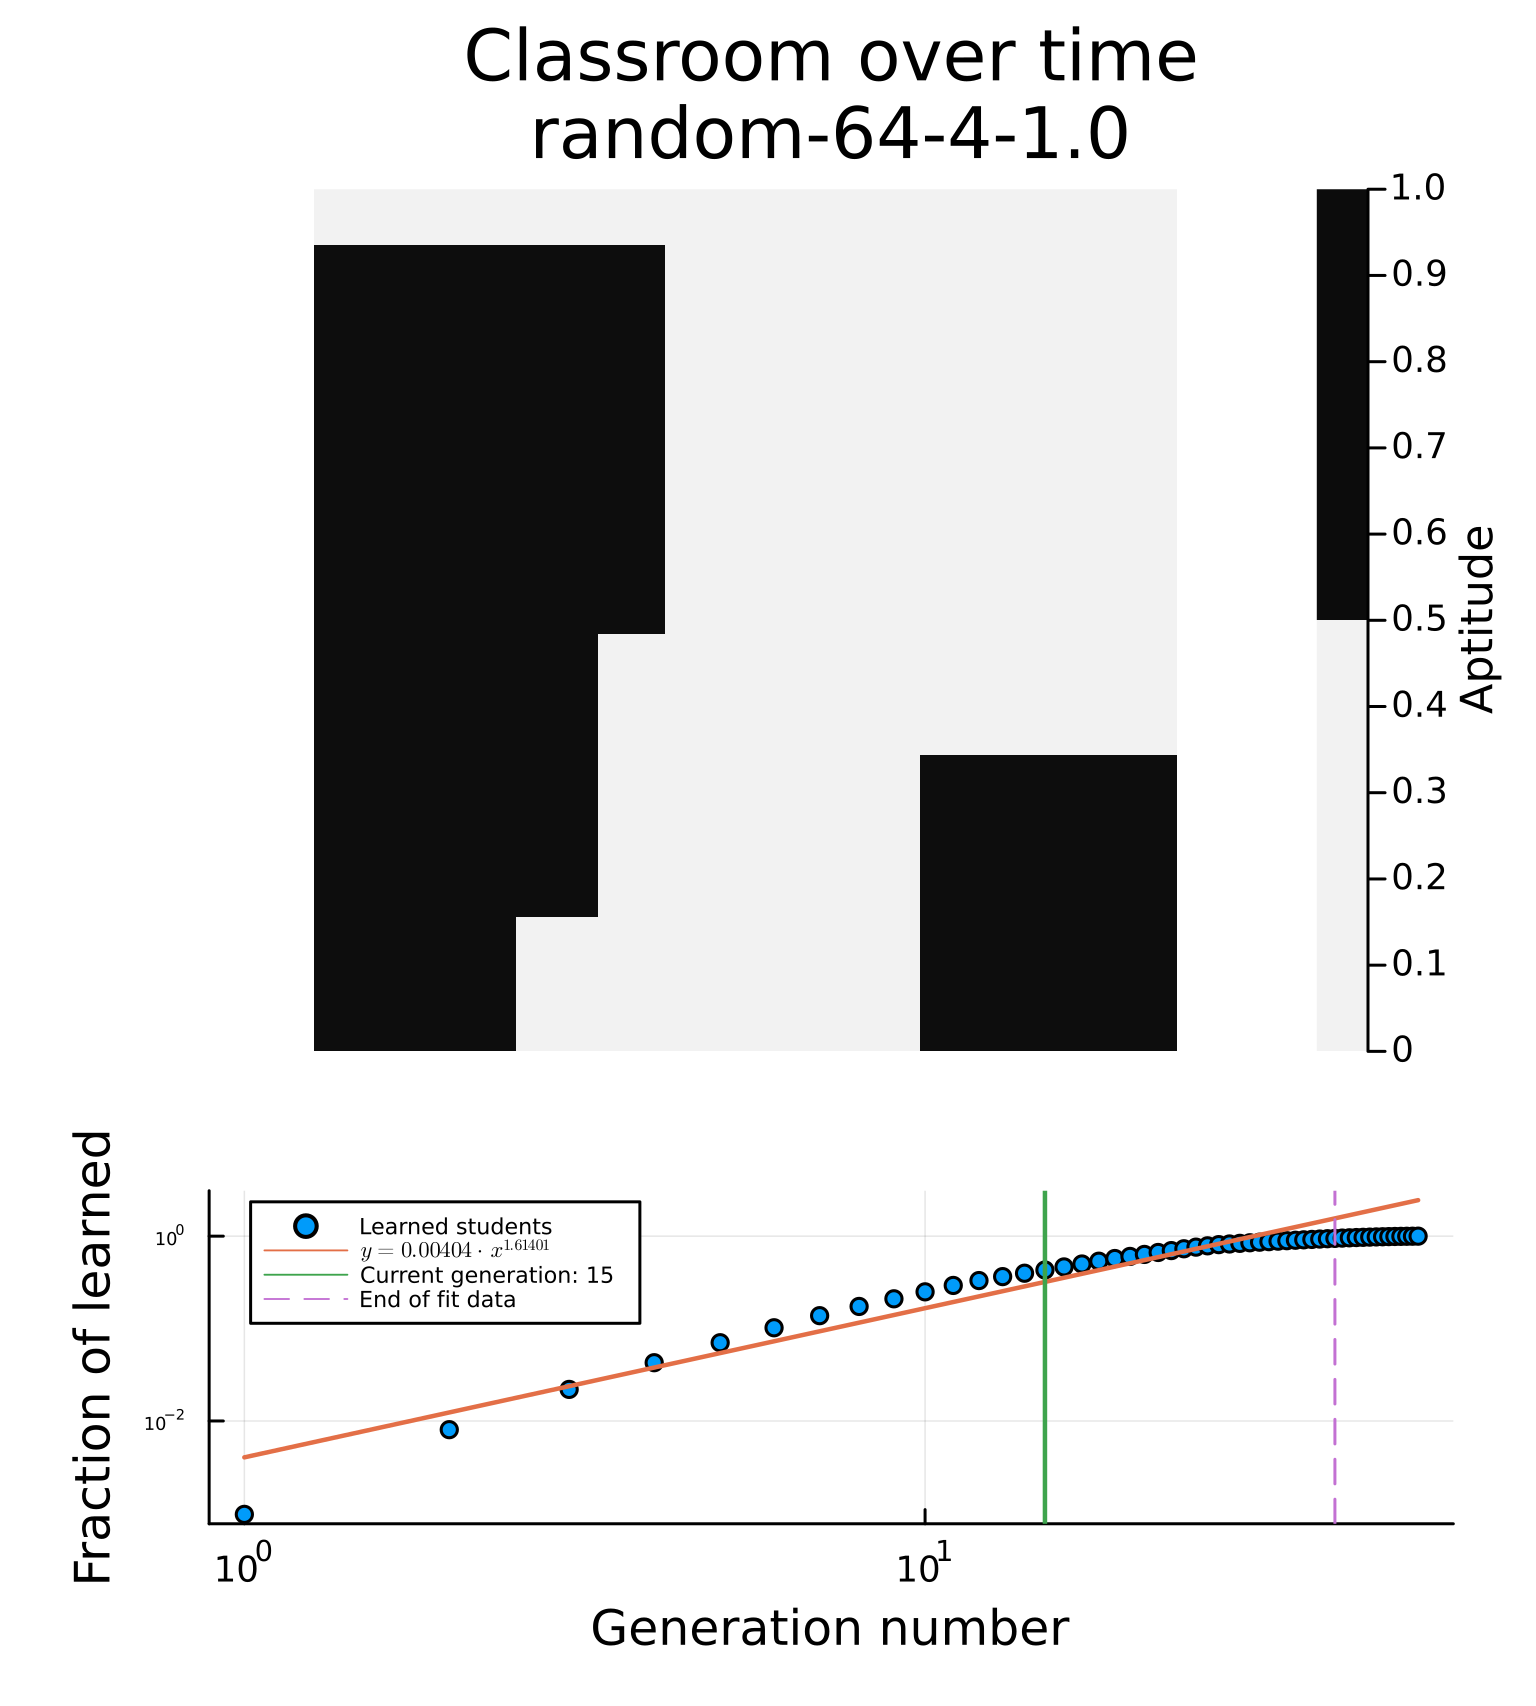 Classroom over time
random-64-4-1.0
1.0
0.9
0.8
0.7
0.6
0.5
0.4
0.3
0.2
0.1
0
Aptitude
Fraction of learned
10⁰
10⁻²
Learned students
y = 0.00404 · x^1.61401
Current generation: 15
End of fit data
10⁰
10¹
Generation number